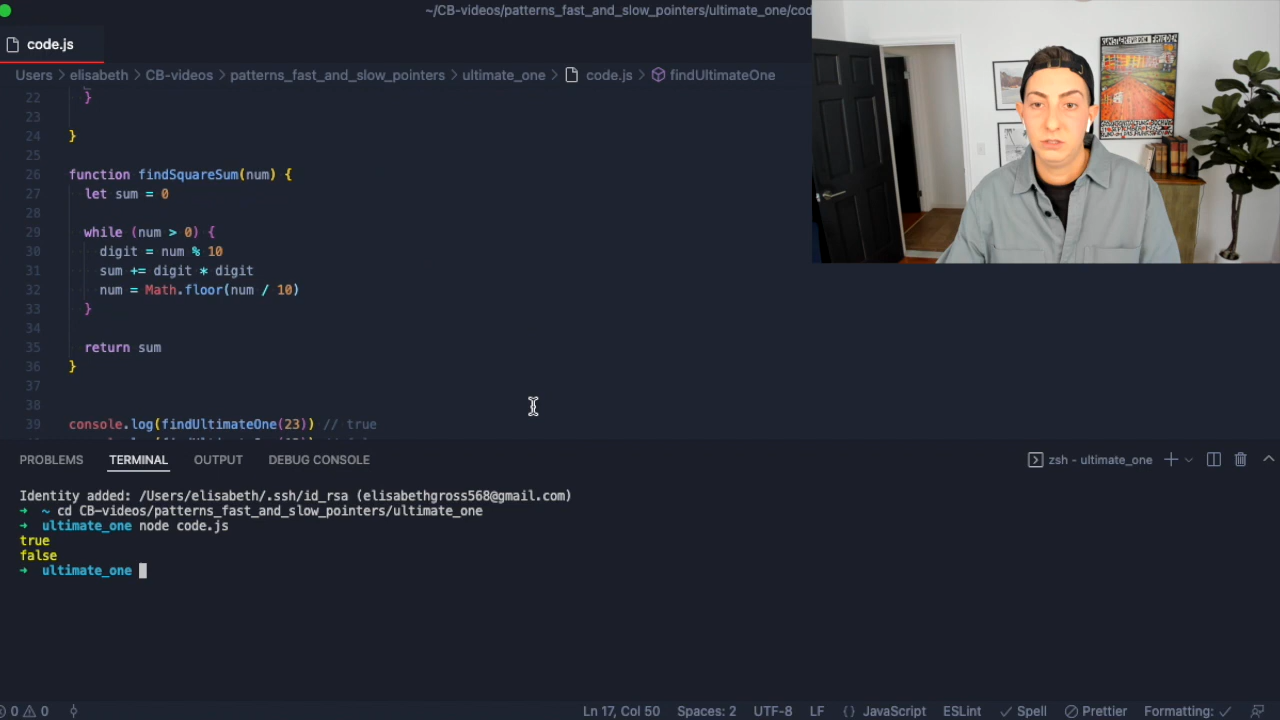 ~/CB-videos/patterns_fast_and_slow_pointers/ultimate_one/cod
code.js
Users > elisabeth > CB-videos > patterns_fast_and_slow_pointers > ultimate_one > code.js > findUltimateOne
22 }
23
24 }
25
26 function findSquareSum(num) {
27 let sum = 0
28
29 while (num > 0) {
30 digit = num % 10
31 sum += digit * digit
32 num = Math.floor(num / 10)
33 }
34
35 return sum
36 }
37
38
39 console.log(findUltimateOne(23)) // true
PROBLEMS TERMINAL OUTPUT DEBUG CONSOLE
zsh - ultimate_one
Identity added: /Users/elisabeth/.ssh/id_rsa (elisabethgross568@gmail.com)
➜ ~ cd CB-videos/patterns_fast_and_slow_pointers/ultimate_one
➜ ultimate_one node code.js
true
false
➜ ultimate_one
0 0 Ln 17, Col 50 Spaces: 2 UTF-8 LF {} JavaScript ESLint ✓ Spell Prettier Formatting: ✓